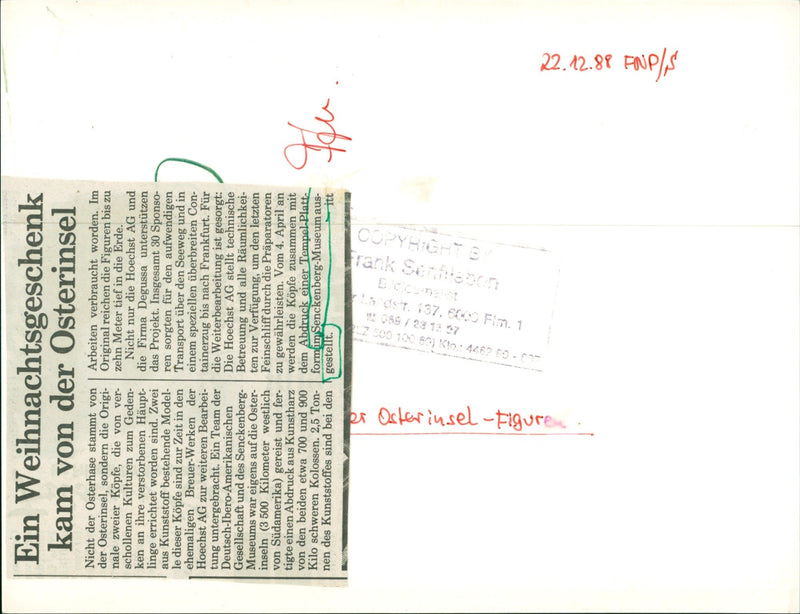 Ein Weihnachtsgeschenk
kam von der Osterinsel
Nicht der Osterhase stammt von
der Osterinsel, sondern die Origi-
nale zweier Köpfe, die von ver-
schollenen Kulturen zum Geden-
ken an ihre verstorbenen Häupt-
linge errichtet worden sind. Zwei
aus Kunststoff bestehende Model-
le dieser Köpfe sind zur Zeit in den
ehemaligen Breuer-Werken der
Hoechst AG zur weiteren Bearbei-
tung untergebracht. Ein Team der
Deutsch-Ibero-Amerikanischen
Gesellschaft und des Senckenberg-
Museums war eigens auf die Oster-
inseln (3 500 Kilometer westlich
von Südamerika) gereist und fer-
tigte einen Abdruck aus Kunstharz
von den beiden etwa 700 und 900
Kilo schweren Kolossen. 2,5 Ton-
nen des Kunststoffes sind bei den
Arbeiten verbraucht worden. Im
Original reichen die Figuren bis zu
zehn Meter tief in die Erde.
Nicht nur die Hoechst AG und
die Firma Degussa unterstützen
das Projekt. Insgesamt 30 Sponso-
ren sorgten für den aufwendigen
Transport über den Seeweg und in
einem speziellen überbreiten Con-
tainerzug bis nach Frankfurt. Für
die Weiterbearbeitung ist gesorgt:
Die Hoechst AG stellt technische
Betreuung und alle Räumlichkei-
ten zur Verfügung, um den letzten
Feinschliff durch die Präparatoren
zu gewährleisten. Vom 4. April an
werden die Köpfe zusammen mit
dem Abdruck einer Tempel-Platt-
form im Senckenberg-Museum aus-
gestellt. itt
22.12.89 FNP/S
Ffm.
COPYRIGHT BY
Frank Senftleben
137, 6000 Ffm. 1
er Osterinsel-Figuren